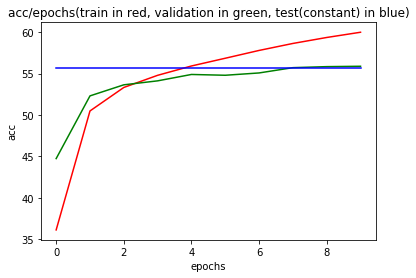 acc/epochs(train in red, validation in green, test(constant) in blue)
60
55
50
45
40
35
acc
0 2 4 6 8
epochs